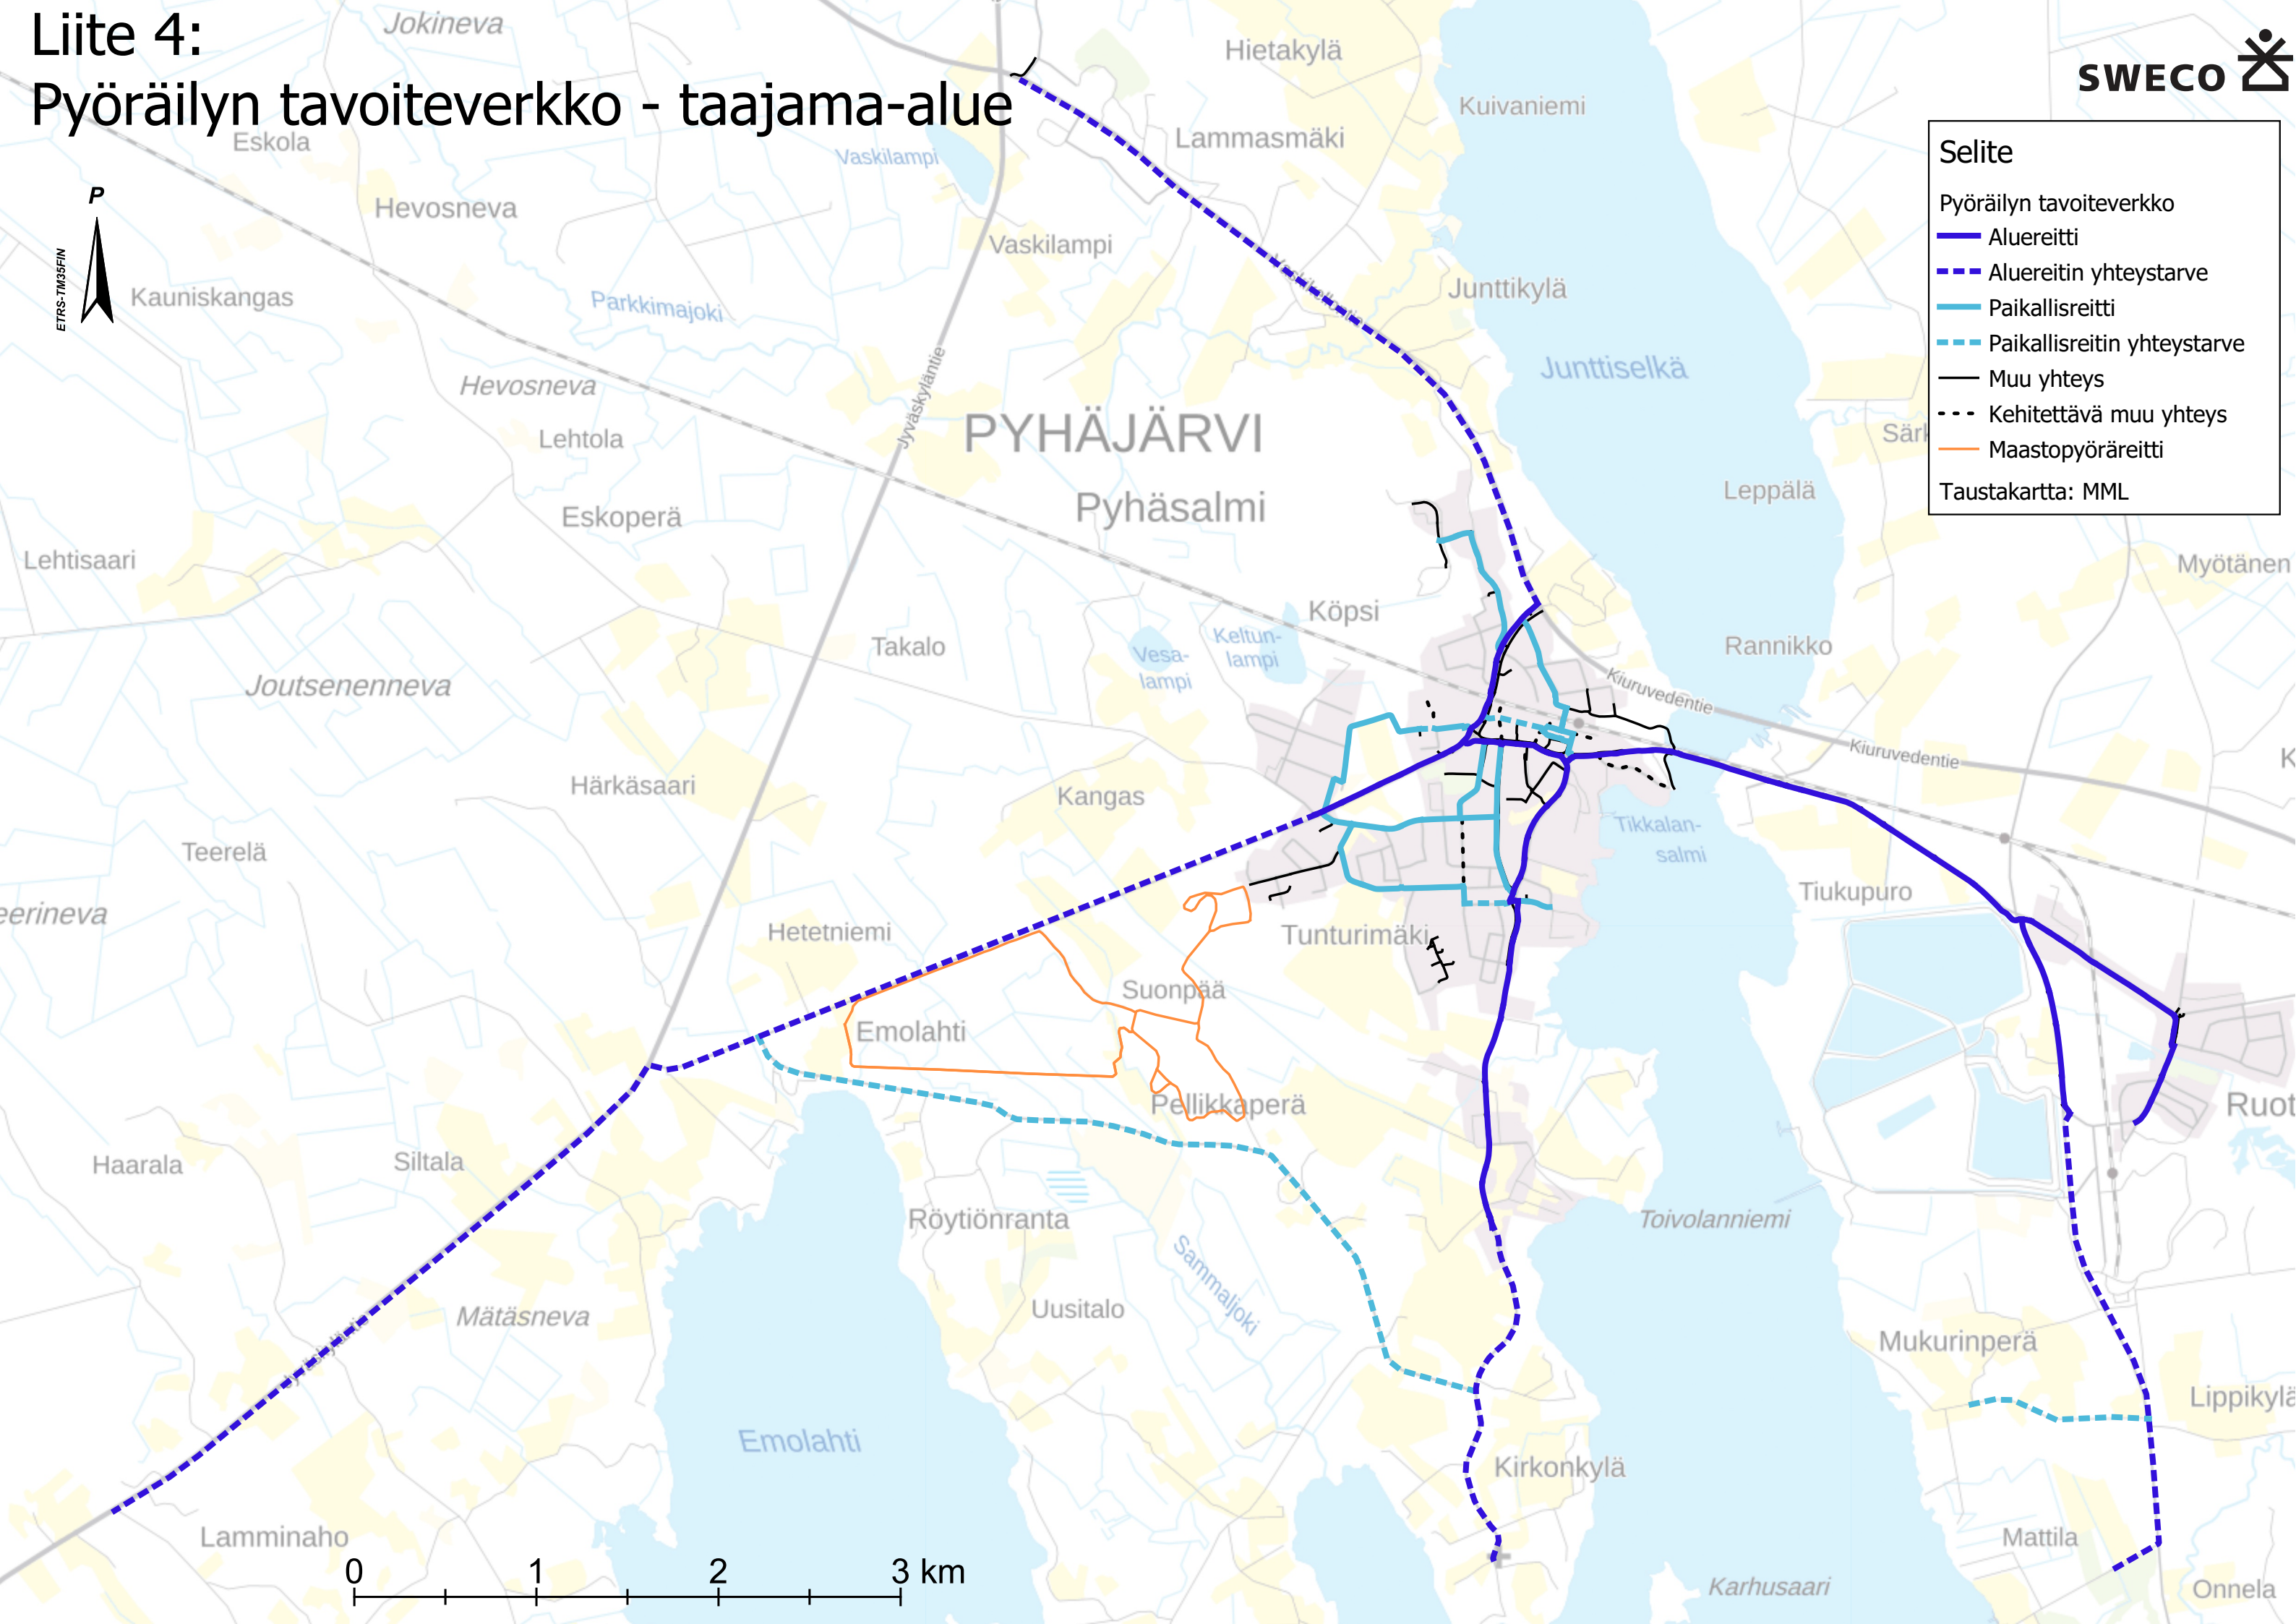 Liite 4:
Pyöräilyn tavoiteverkko - taajama-alue
SWECO
Selite
Pyöräilyn tavoiteverkko
Aluereitti
Aluereitin yhteystarve
Paikallisreitti
Paikallisreitin yhteystarve
Muu yhteys
Kehitettävä muu yhteys
Maastopyöräreitti
Taustakartta: MML
P
ETRS-TM35FIN
Jokineva
Hietakylä
Kuivaniemi
Eskola
Lammasmäki
Vaskilampi
Hevosneva
Vaskilampi
Kauniskangas
Parkkimajoki
Junttikylä
Junttiselkä
Hevosneva
Jyväskyläntie
Lehtola
PYHÄJÄRVI
Särk
Leppälä
Pyhäsalmi
Eskoperä
Lehtisaari
Myötänen
Köpsi
Keltun-
lampi
Vesa-
lampi
Takalo
Rannikko
Joutsenenneva
Kiuruvedentie
Kiuruvedentie
K
Härkäsaari
Kangas
Tikkalan-
salmi
Teerelä
Tiukupuro
eerineva
Hetetniemi
Tunturimäki
Suonpää
Emolahti
Pellikkaperä
Ruot
Haarala
Siltala
Röytiönranta
Toivolanniemi
Sammaljoki
Uusitalo
Mätäsneva
Mukurinperä
Lippikylä
Emolahti
Kirkonkylä
Lamminaho
Mattila
Karhusaari
Onnela
0 1 2 3 km